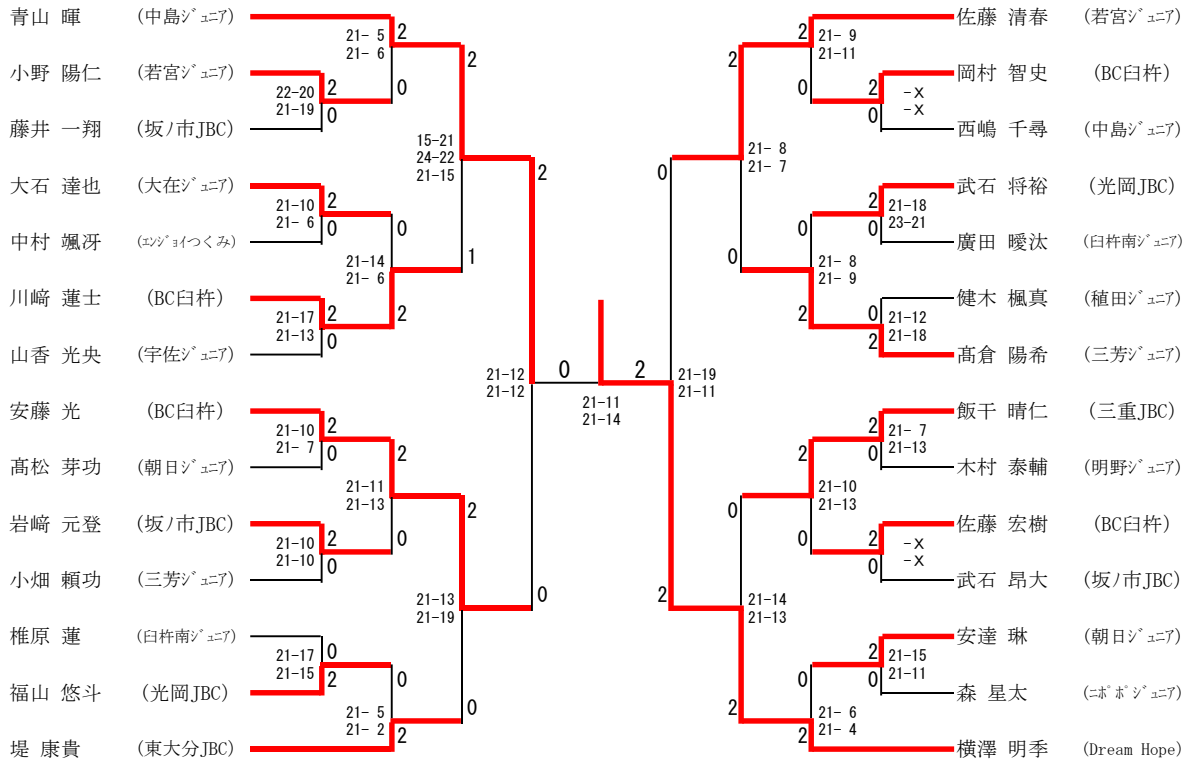 青山 暉 (中島ジュニア)
21- 5 2
21- 6
2
小野 陽仁 (若宮ジュニア)
22-20 2 0
21-19 0
藤井 一翔 (坂ノ市JBC)
15-21
24-22
21-15
2
大石 達也 (大在ジュニア)
21-10 2
21- 6 0 0
中村 颯冴 (エンジョイつくみ)
21-14
21- 6
1
川﨑 蓮士 (BC臼杵)
21-17 2 2
21-13 0
山香 光央 (宇佐ジュニア)
21-12
21-12
0
安藤 光 (BC臼杵)
21-10 2
21- 7 0 2
髙松 芽功 (朝日ジュニア)
21-11
21-13
2
岩﨑 元登 (坂ノ市JBC)
21-10 2 0
21-10 0
小畑 頼功 (三芳ジュニア)
21-13
21-19
0
椎原 蓮 (臼杵南ジュニア)
21-17 0
21-15 2 0
福山 悠斗 (光岡JBC)
21- 5
21- 2 2
0
堤 康貴 (東大分JBC)
2
21-11
21-14
佐藤 清春 (若宮ジュニア)
2 21- 9
21-11
2
岡村 智史 (BC臼杵)
0 2 -X
0 -X
西嶋 千尋 (中島ジュニア)
21- 8
21- 7
0
武石 将裕 (光岡JBC)
2 21-18
0 0 23-21
廣田 曖汰 (臼杵南ジュニア)
0
21- 8
21- 9
健木 楓真 (稙田ジュニア)
2 0 21-12
2 21-18
髙倉 陽希 (三芳ジュニア)
21-19
21-11
飯干 晴仁 (三重JBC)
2 2 21- 7
0 21-13
木村 泰輔 (明野ジュニア)
0
21-10
21-13
佐藤 宏樹 (BC臼杵)
0 2 -X
0 -X
武石 昂大 (坂ノ市JBC)
2
21-14
21-13
安達 琳 (朝日ジュニア)
2 21-15
0 0 21-11
森 星太 (ニポポジュニア)
2
21- 6
2 21- 4
横澤 明季 (Dream Hope)